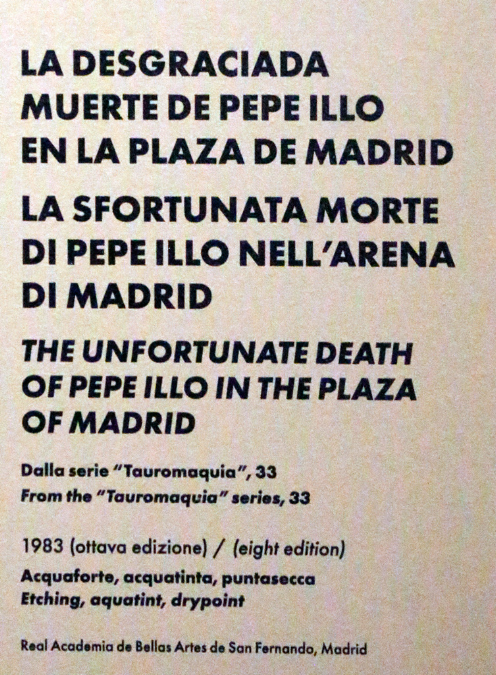 LA DESGRACIADA
MUERTE DE PEPE ILLO
EN LA PLAZA DE MADRID
LA SFORTUNATA MORTE
DI PEPE ILLO NELL'ARENA
DI MADRID
THE UNFORTUNATE DEATH
OF PEPE ILLO IN THE PLAZA
OF MADRID
Dalla serie "Tauromaquia", 33
From the "Tauromaquia" series, 33
1983 (ottava edizione) / (eight edition)
Acquaforte, acquatinta, puntasecca
Etching, aquatint, drypoint
Real Academia de Bellas Artes de San Fernando, Madrid